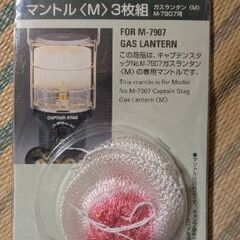 マントル〈M〉3枚組
ガスランタン〈M〉
M-7907用
CAPTAIN STAG
FOR M-7907
GAS LANTERN
この商品は、キャプテンスタ
ックNo.M-7907ガスランタン
〈M〉の専用マントルです。
This mantle is for Model
No.M-7907 Captain Stag
Gas Lantern 〈M〉